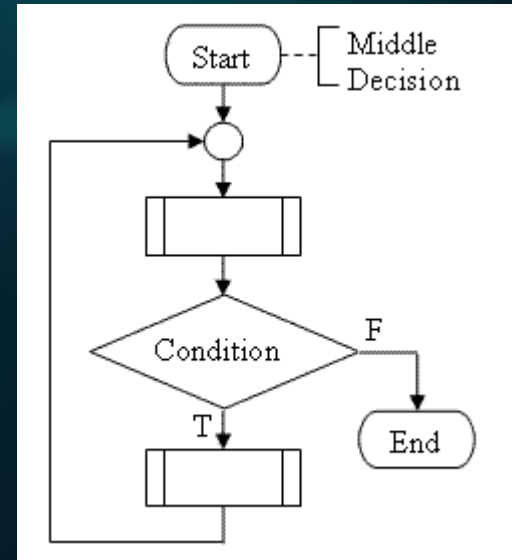 Start
Middle
Decision
Condition
F
T
End